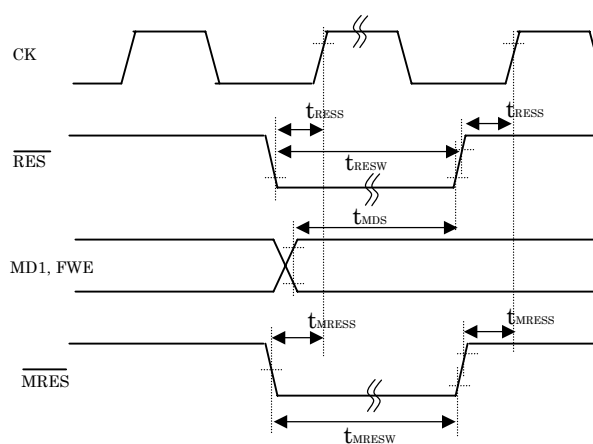 CK
tRESS
tRESS
RES
tRESW
tMDS
MD1, FWE
tMRESS
tMRESS
MRES
tMRESW